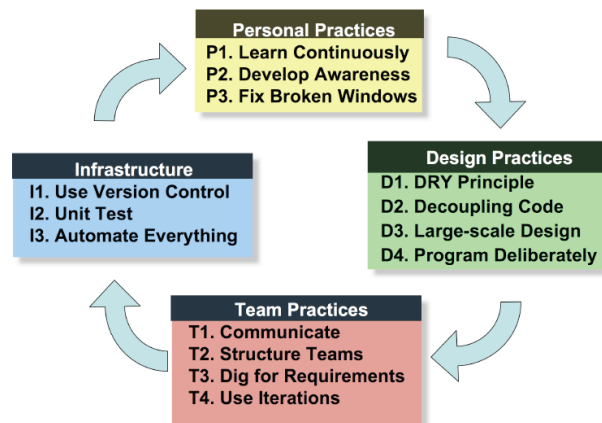 Personal Practices
P1. Learn Continuously
P2. Develop Awareness
P3. Fix Broken Windows
Design Practices
D1. DRY Principle
D2. Decoupling Code
D3. Large-scale Design
D4. Program Deliberately
Team Practices
T1. Communicate
T2. Structure Teams
T3. Dig for Requirements
T4. Use Iterations
Infrastructure
I1. Use Version Control
I2. Unit Test
I3. Automate Everything